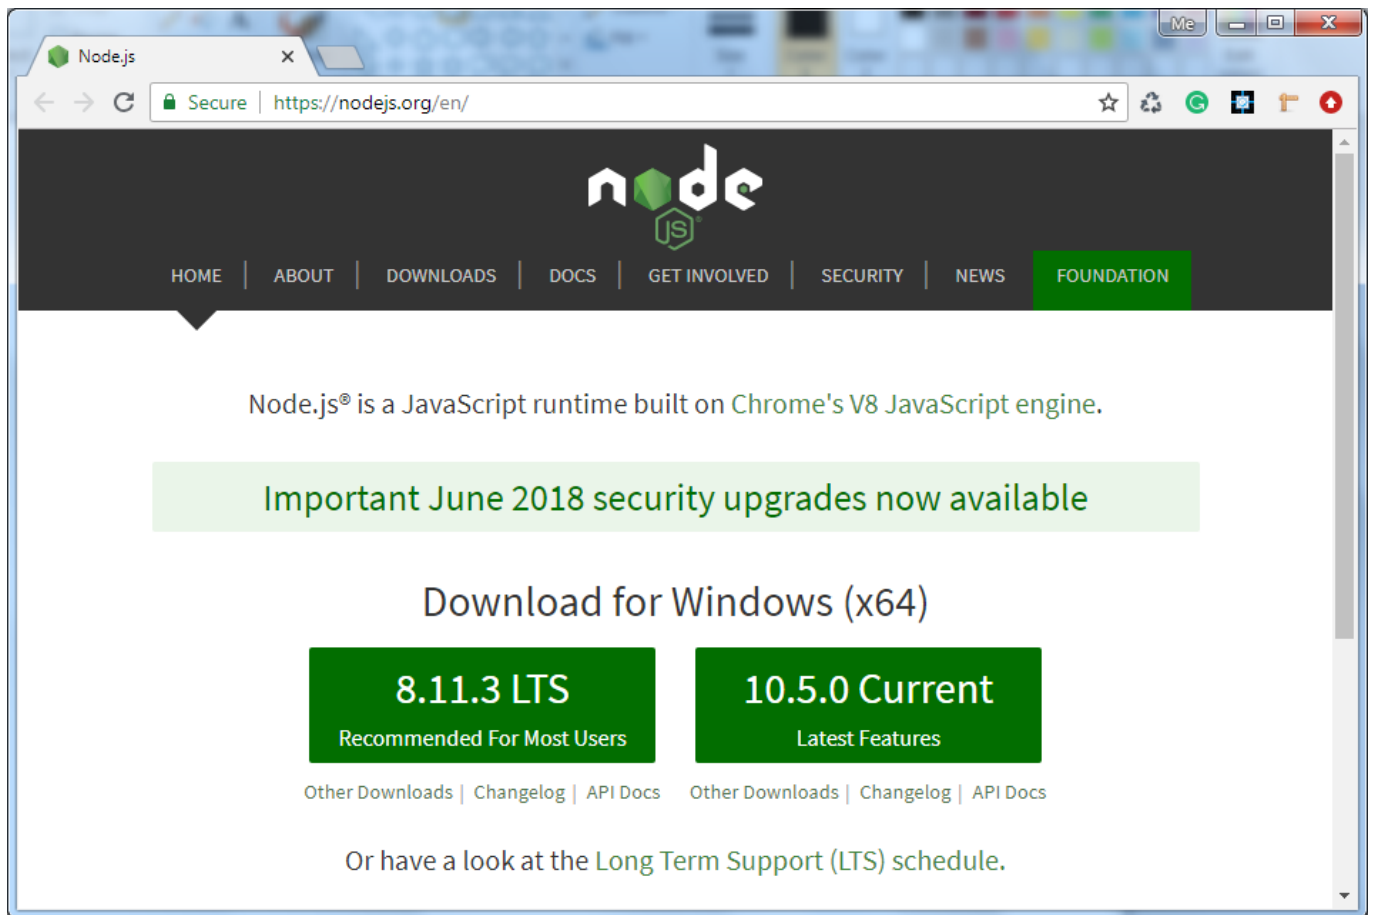 Me
Node.js
Secure https://nodejs.org/en/
node
JS
HOME ABOUT DOWNLOADS DOCS GET INVOLVED SECURITY NEWS FOUNDATION
Node.js® is a JavaScript runtime built on Chrome's V8 JavaScript engine.
Important June 2018 security upgrades now available
Download for Windows (x64)
8.11.3 LTS
Recommended For Most Users
10.5.0 Current
Latest Features
Other Downloads | Changelog | API Docs
Other Downloads | Changelog | API Docs
Or have a look at the Long Term Support (LTS) schedule.